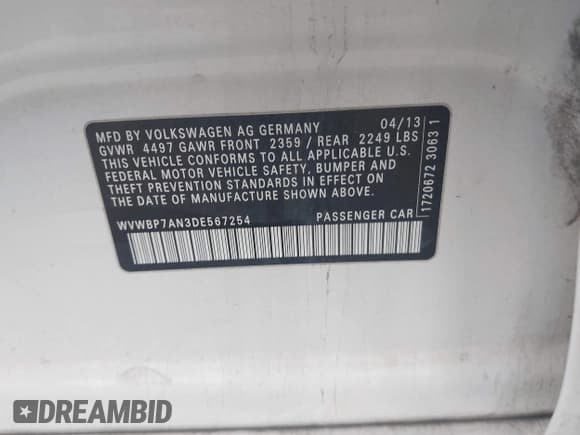 MFD BY VOLKSWAGEN AG GERMANY 04/13
GVWR 4497 GAWR FRONT 2359 / REAR 2249 LBS
THIS VEHICLE CONFORMS TO ALL APPLICABLE U.S.
FEDERAL MOTOR VEHICLE SAFETY, BUMPER AND
THEFT PREVENTION STANDARDS IN EFFECT ON
THE DATE OF MANUFACTURE SHOWN ABOVE.
WVWBP7AN3DE567254 PASSENGER CAR
1720672 3063 1
DREAMBID